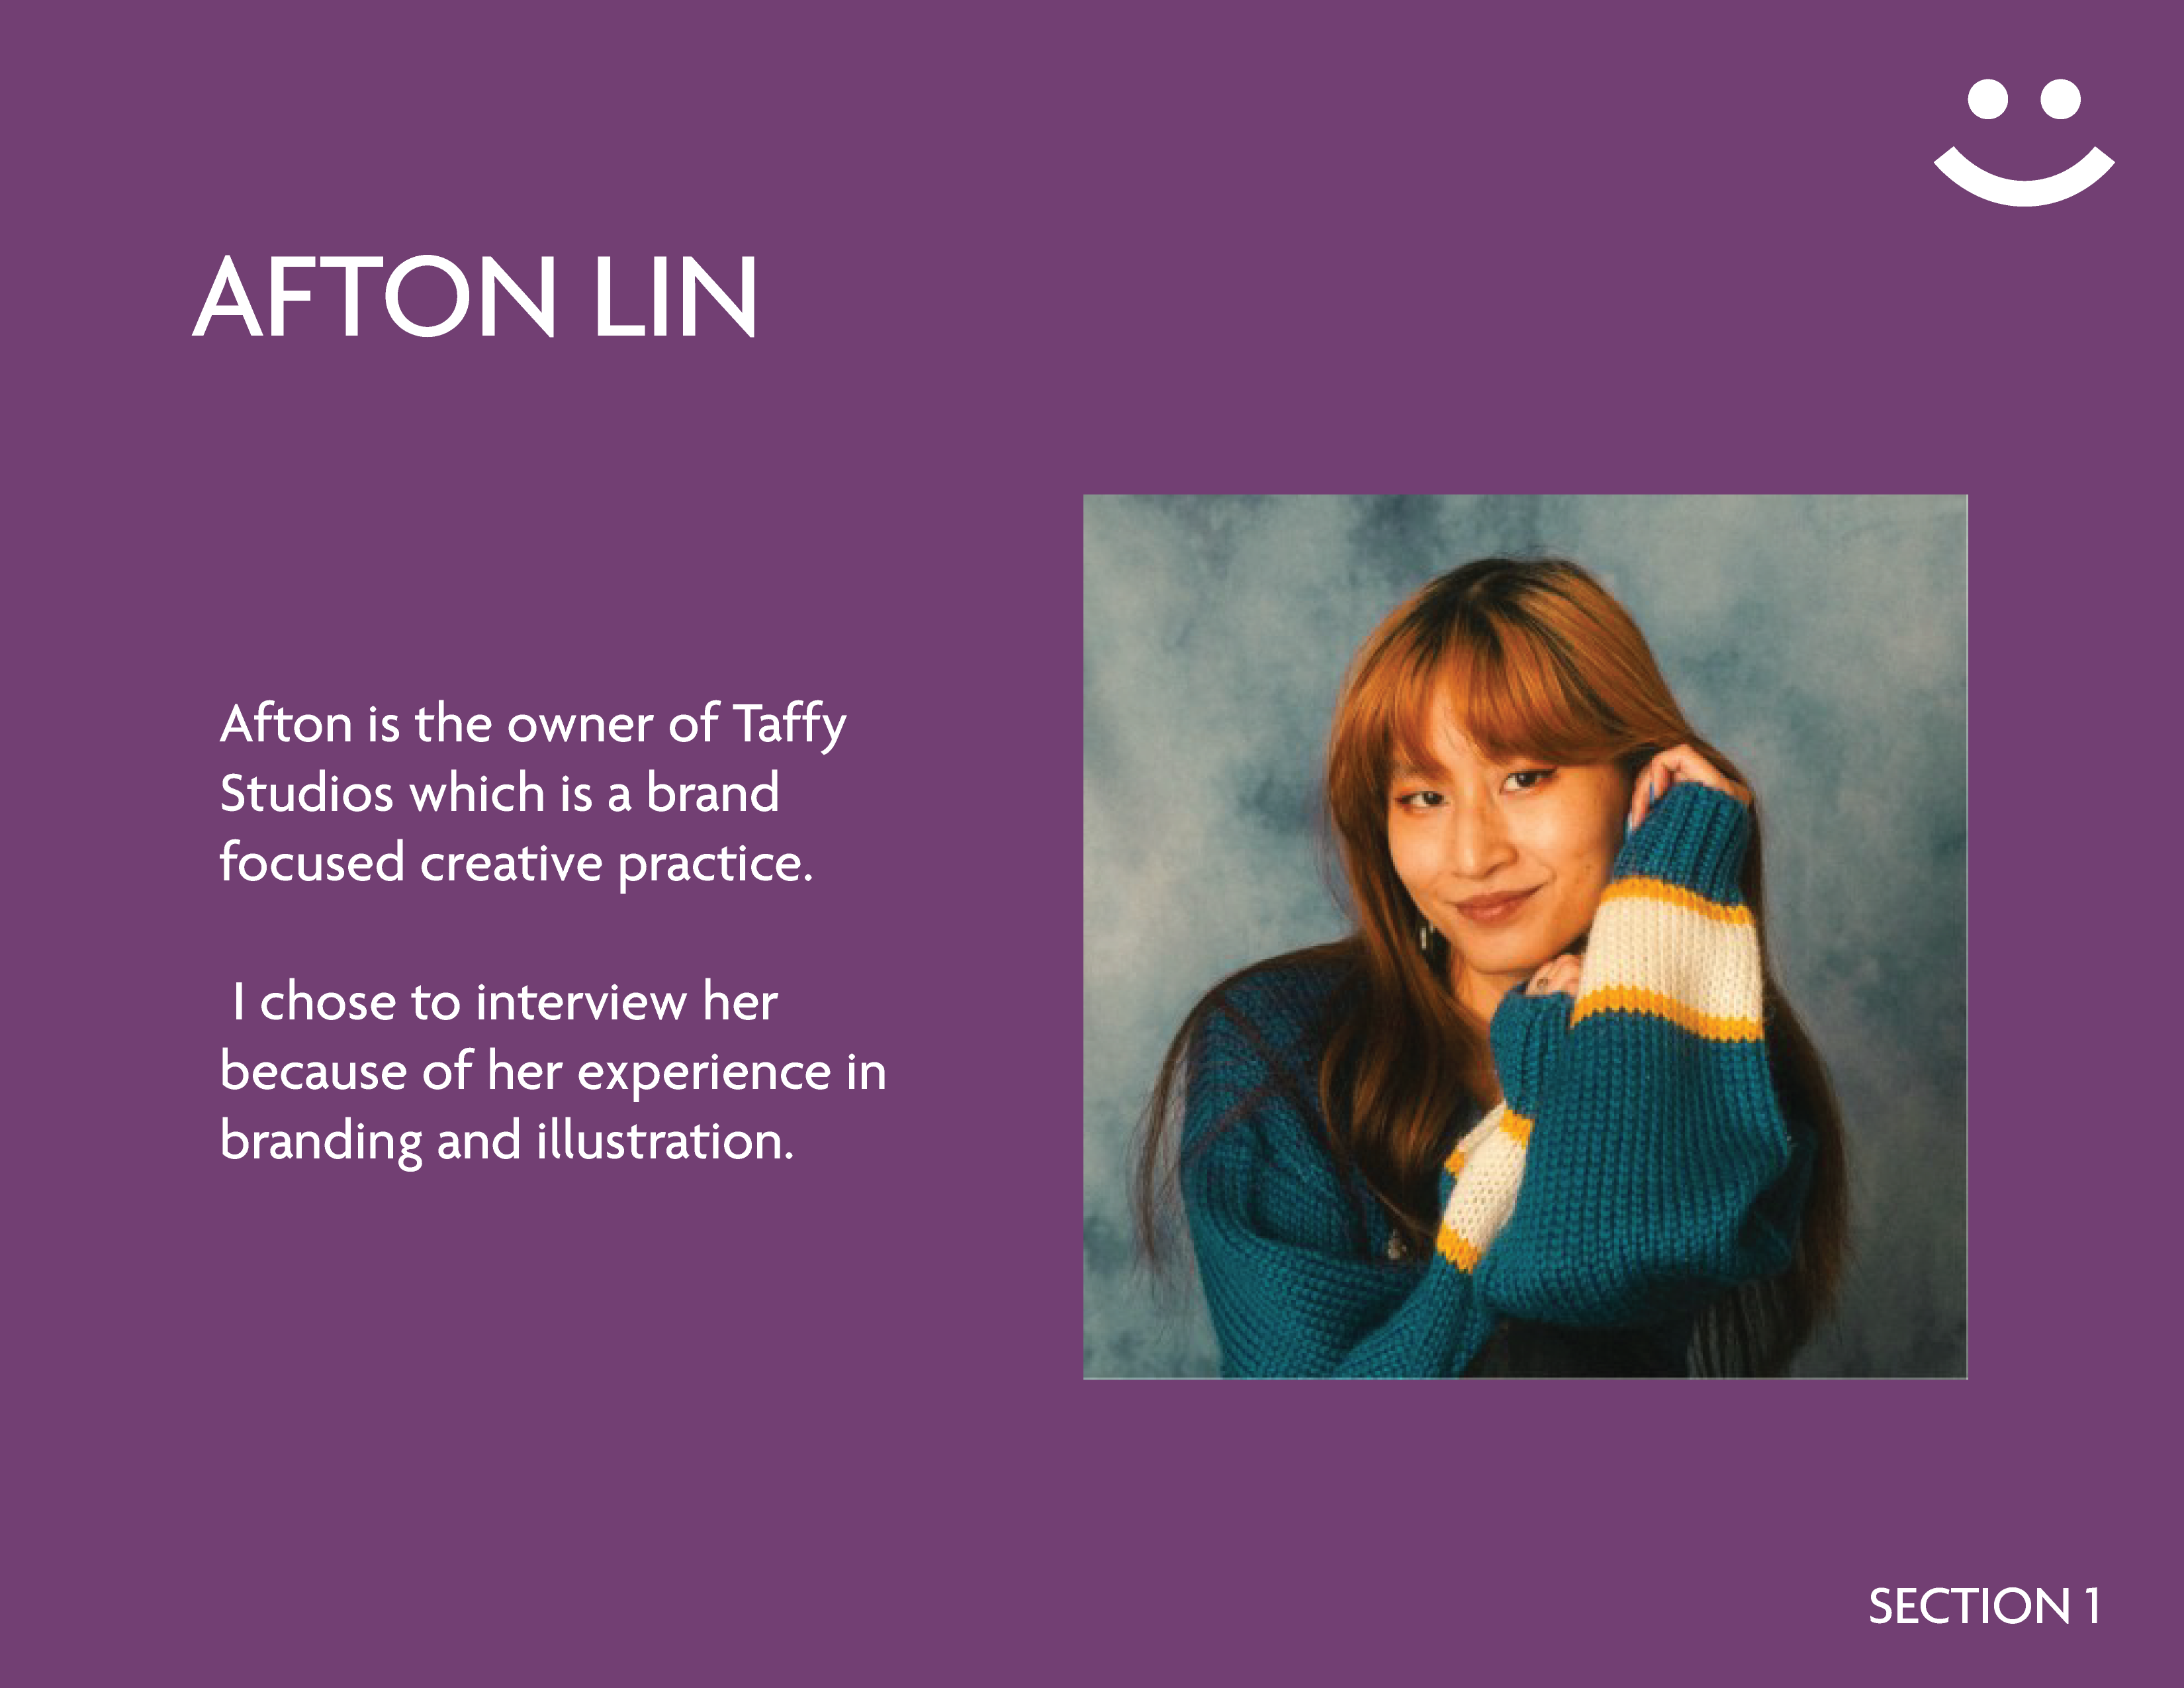 AFTON LIN
Afton is the owner of Taffy
Studios which is a brand
focused creative practice.
I chose to interview her
because of her experience in
branding and illustration.
SECTION 1